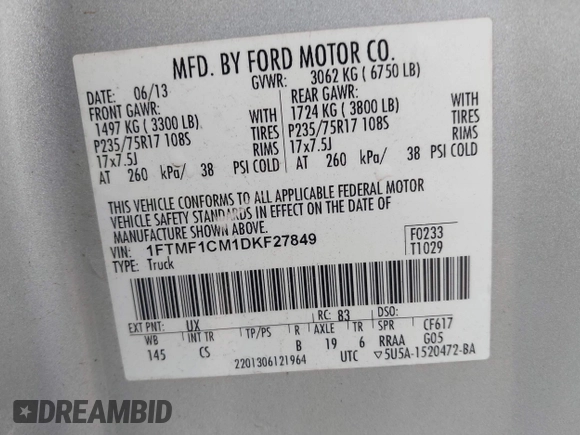 MFD. BY FORD MOTOR CO.
DATE: 06/13 GVWR: 3062 KG ( 6750 LB)
FRONT GAWR: REAR GAWR:
1497 KG ( 3300 LB) WITH 1724 KG ( 3800 LB) WITH
P235/75R17 108S TIRES P235/75R17 108S TIRES
17x7.5J RIMS 17x7.5J RIMS
AT 260 kPa/ 38 PSI COLD AT 260 kPa/ 38 PSI COLD
THIS VEHICLE CONFORMS TO ALL APPLICABLE FEDERAL MOTOR
VEHICLE SAFETY STANDARDS IN EFFECT ON THE DATE OF
MANUFACTURE SHOWN ABOVE.
VIN: 1FTMF1CM1DKF27849 F0233
TYPE: Truck T1029
EXT PNT: UX RC: 83 DSO:
WB INT TR TP/PS R AXLE TR SPR CF617
145 CS B 19 6 RRAA G05
2201306121964 UTC ▽5U5A-1520472-BA
DREAMBID